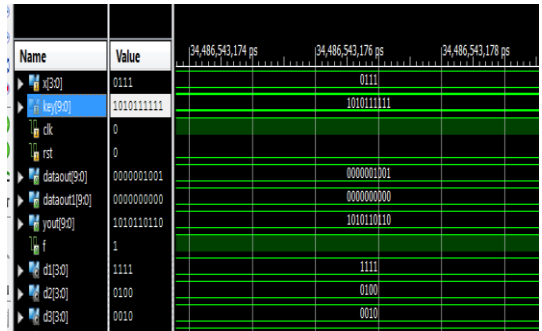 Name Value 34,486,543,174 ps 34,486,543,176 ps 34,486,543,178 ps
x[3:0] 0111 0111
key[9:0] 1010111111 1010111111
clk 0
rst 0
dataout[9:0] 0000001001 0000001001
dataout1[9:0] 0000000000 0000000000
yout[9:0] 1010110110 1010110110
f 1
d1[3:0] 1111 1111
d2[3:0] 0100 0100
d3[3:0] 0010 0010